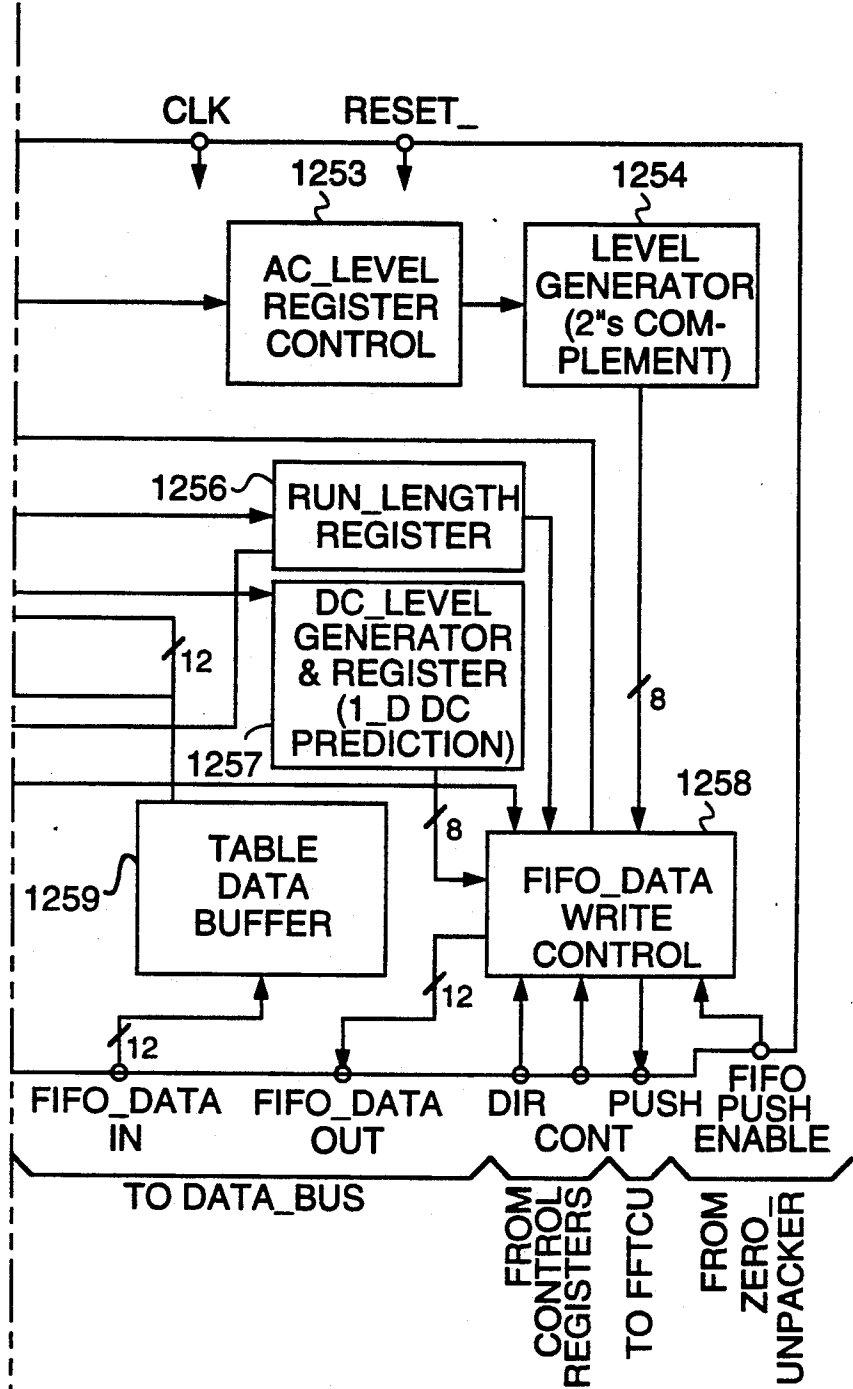 CLK
RESET_
1253
1254
AC_LEVEL
REGISTER
CONTROL
LEVEL
GENERATOR
(2"s COM-
PLEMENT)
1256
RUN_LENGTH
REGISTER
DC_LEVEL
GENERATOR
& REGISTER
(1_D DC
PREDICTION)
12
8
1257
1258
8
TABLE
DATA
BUFFER
1259
FIFO_DATA
WRITE
CONTROL
12
12
FIFO_DATA
IN
FIFO_DATA
OUT
DIR
CONT
PUSH
FIFO
PUSH
ENABLE
TO DATA_BUS
FROM
CONTROL
REGISTERS
TO FFTCU
FROM
ZERO_
UNPACKER